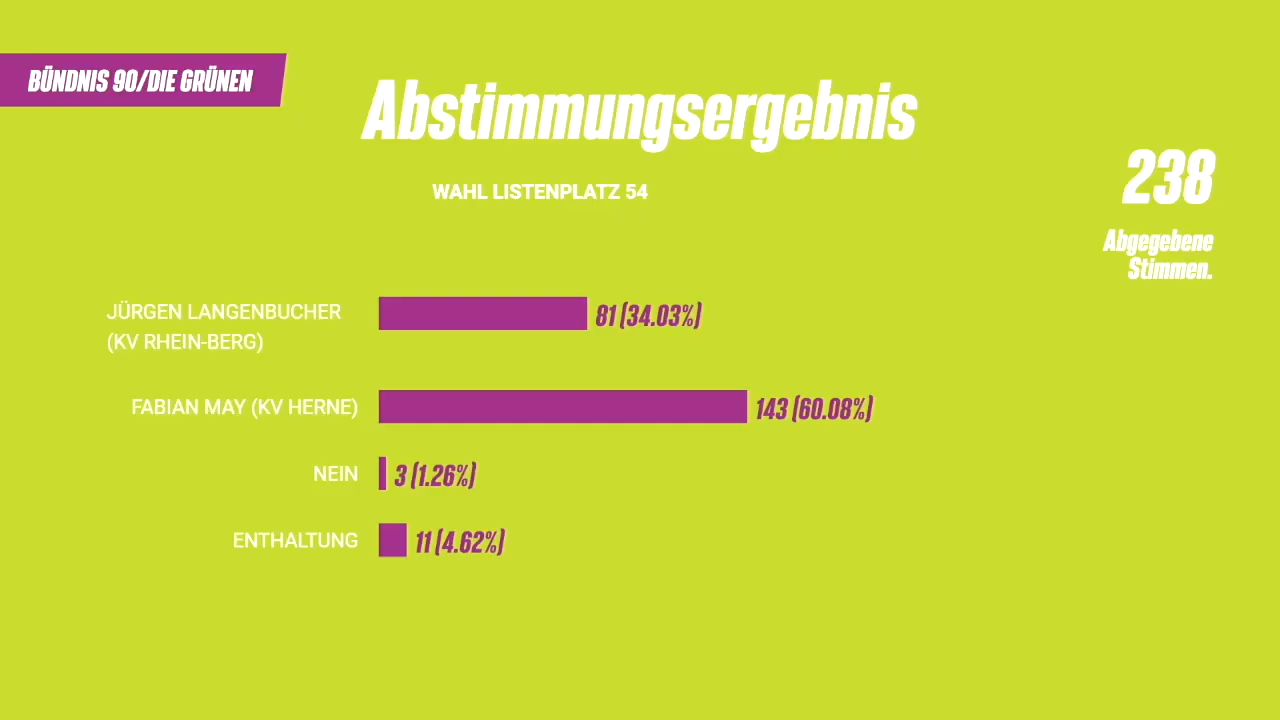 BÜNDNIS 90/DIE GRÜNEN
Abstimmungsergebnis
WAHL LISTENPLATZ 54
238
Abgegebene
Stimmen.
JÜRGEN LANGENBUCHER
(KV RHEIN-BERG)
81 (34.03%)
FABIAN MAY (KV HERNE)
143 (60.08%)
NEIN
3 (1.26%)
ENTHALTUNG
11 (4.62%)